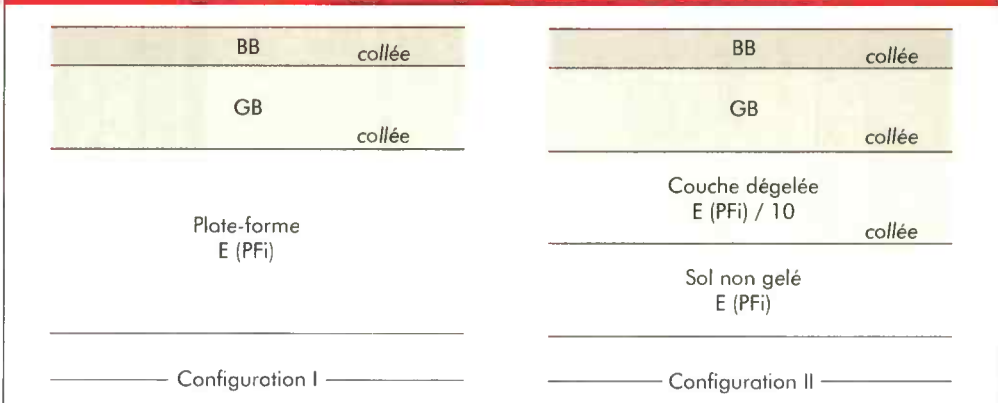 BB
collée
GB
collée
Plate-forme
E (PFi)
Configuration I
BB
collée
GB
collée
Couche dégelée
E (PFi) / 10
collée
Sol non gelé
E (PFi)
Configuration II